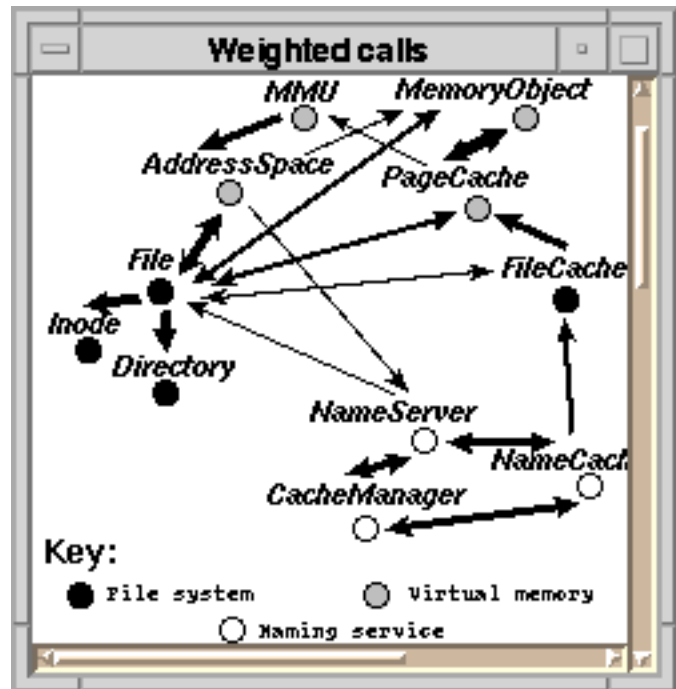 Weighted calls
MMU
MemoryObject
AddressSpace
PageCache
File
FileCache
Inode
Directory
NameServer
NameCach
CacheManager
Key:
File system
Virtual memory
Naming service